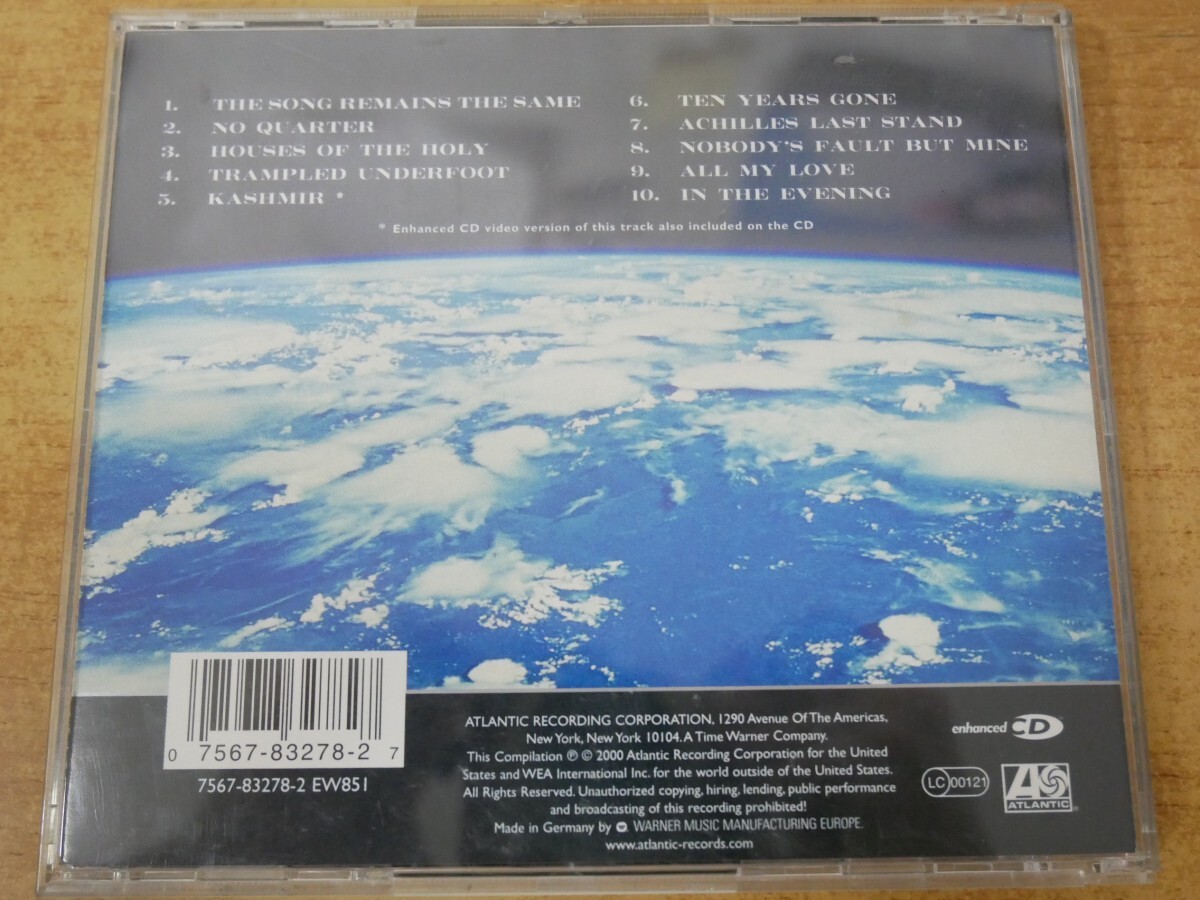 1. THE SONG REMAINS THE SAME
2. NO QUARTER
3. HOUSES OF THE HOLY
4. TRAMPLED UNDERFOOT
5. KASHMIR *
6. TEN YEARS GONE
7. ACHILLES LAST STAND
8. NOBODY'S FAULT BUT MINE
9. ALL MY LOVE
10. IN THE EVENING
* Enhanced CD video version of this track also included on the CD
0 7567-83278-2 7
7567-83278-2 EW851
ATLANTIC RECORDING CORPORATION, 1290 Avenue Of The Americas,
New York, New York 10104. A Time Warner Company.
This Compilation ℗ © 2000 Atlantic Recording Corporation for the United
States and WEA International Inc. for the world outside of the United States.
All Rights Reserved. Unauthorized copying, hiring, lending, public performance
and broadcasting of this recording prohibited!
Made in Germany by WARNER MUSIC MANUFACTURING EUROPE.
www.atlantic-records.com
enhanced CD
LC 00121
ATLANTIC